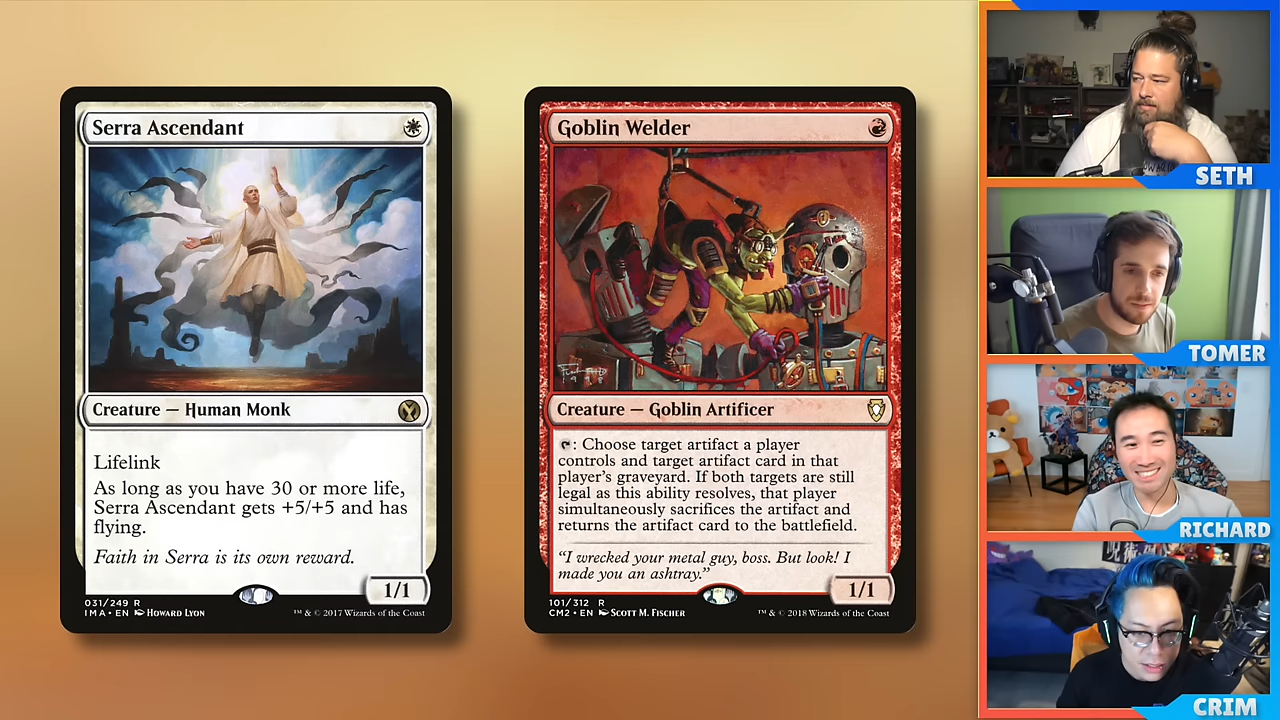 Serra Ascendant
Creature — Human Monk
Lifelink
As long as you have 30 or more life,
Serra Ascendant gets +5/+5 and has
flying.
Faith in Serra is its own reward.
1/1
031/249 R
IMA • EN Howard Lyon
™ & © 2017 Wizards of the Coast
Goblin Welder
Creature — Goblin Artificer
: Choose target artifact a player
controls and target artifact card in that
player's graveyard. If both targets are still
legal as this ability resolves, that player
simultaneously sacrifices the artifact and
returns the artifact card to the battlefield.
“I wrecked your metal guy, boss. But look! I
made you an ashtray.”
1/1
101/312 R
CM2 • EN Scott M. Fischer
™ & © 2018 Wizards of the Coast
SETH
TOMER
RICHARD
CRIM